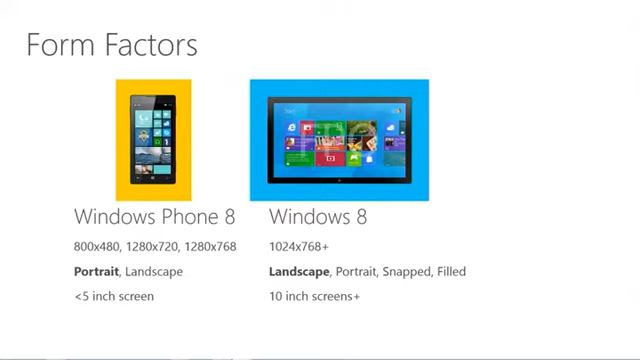 Form Factors
Start
Windows Phone 8
800x480, 1280x720, 1280x768
Portrait, Landscape
<5 inch screen
Windows 8
1024x768+
Landscape, Portrait, Snapped, Filled
10 inch screens+